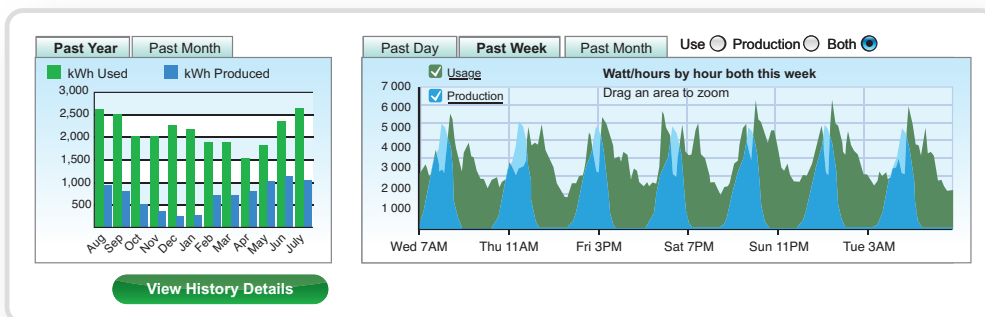 Past Year Past Month
kWh Used kWh Produced
3,000
2,500
2,000
1,500
1,000
500
Aug Sep Oct Nov Dec Jan Feb Mar Apr May Jun July
View History Details
Past Day Past Week Past Month Use Production Both
Usage
Production
Watt/hours by hour both this week
Drag an area to zoom
7 000
6 000
5 000
4 000
3 000
2 000
1 000
Wed 7AM Thu 11AM Fri 3PM Sat 7PM Sun 11PM Tue 3AM